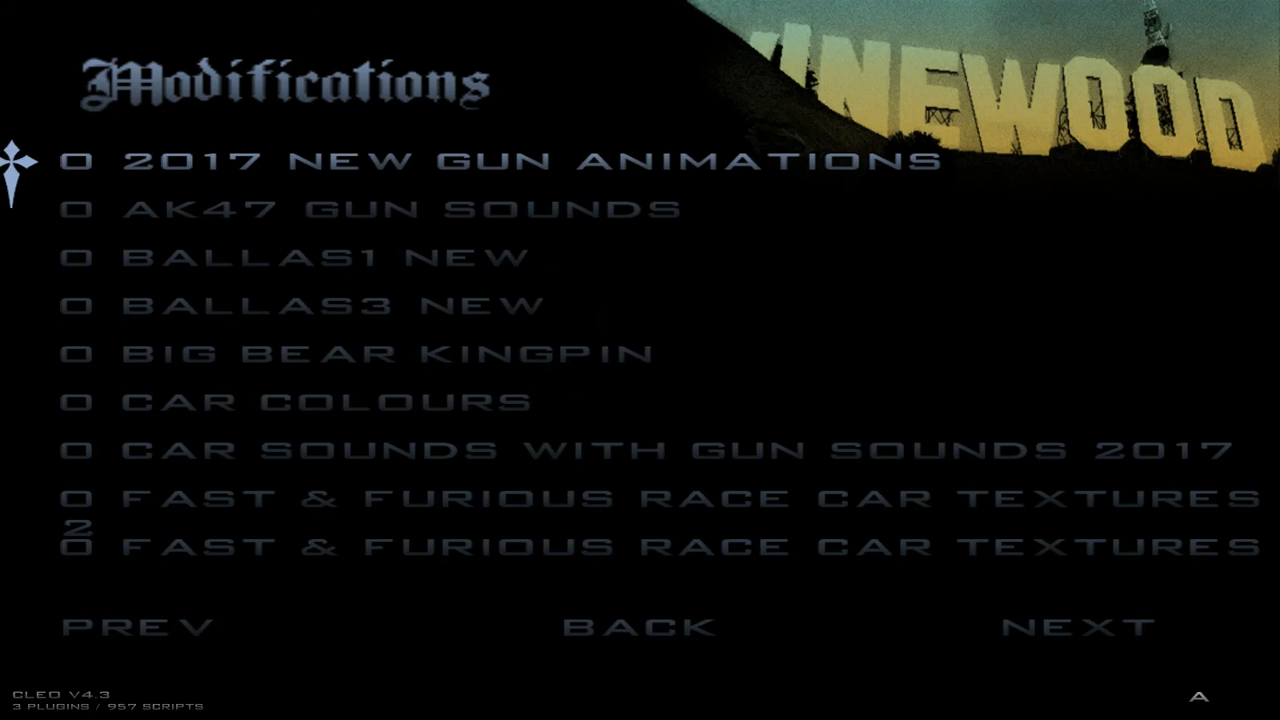 INEWOOD
Modifications
0 2017 NEW GUN ANIMATIONS
0 AK47 GUN SOUNDS
0 BALLAS1 NEW
0 BALLAS3 NEW
0 BIG BEAR KINGPIN
0 CAR COLOURS
0 CAR SOUNDS WITH GUN SOUNDS 2017
0 FAST & FURIOUS RACE CAR TEXTURES
2
0 FAST & FURIOUS RACE CAR TEXTURES
PREV BACK NEXT
CLEO V4.3
3 PLUGINS / 957 SCRIPTS
A